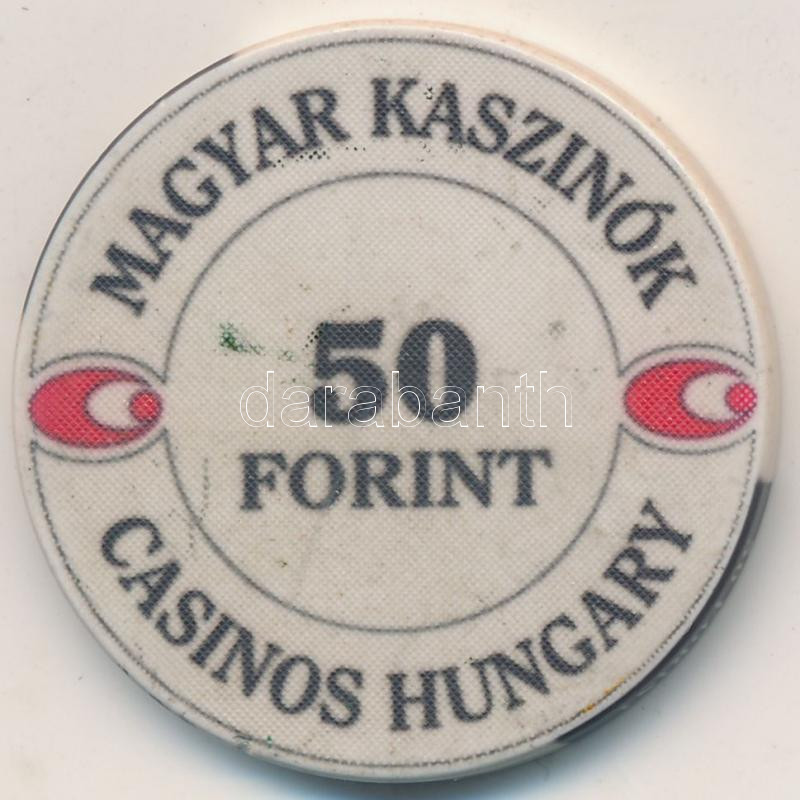 MAGYAR KASZINÓK
50
darabanth
FORINT
CASINOS HUNGARY